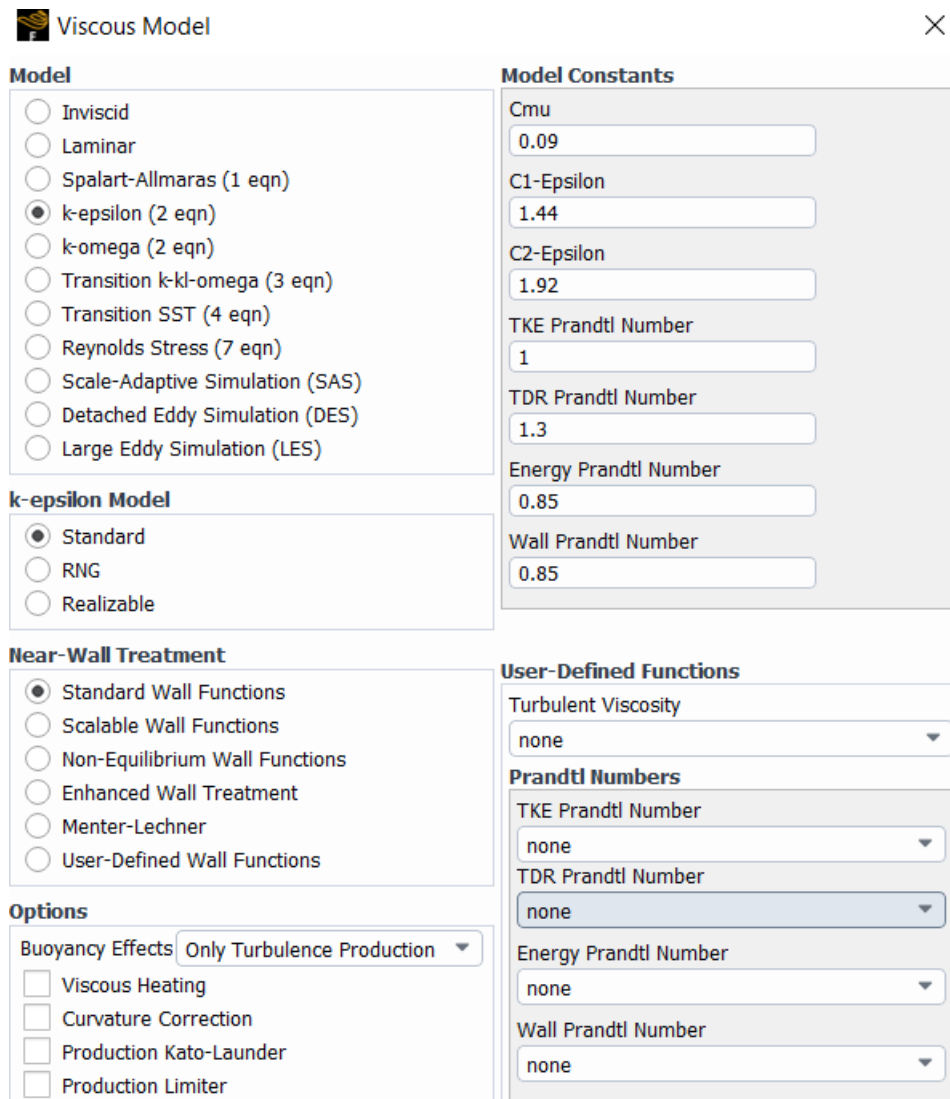 Viscous Model
Model
Inviscid
Laminar
Spalart-Allmaras (1 eqn)
k-epsilon (2 eqn)
k-omega (2 eqn)
Transition k-kl-omega (3 eqn)
Transition SST (4 eqn)
Reynolds Stress (7 eqn)
Scale-Adaptive Simulation (SAS)
Detached Eddy Simulation (DES)
Large Eddy Simulation (LES)
k-epsilon Model
Standard
RNG
Realizable
Near-Wall Treatment
Standard Wall Functions
Scalable Wall Functions
Non-Equilibrium Wall Functions
Enhanced Wall Treatment
Menter-Lechner
User-Defined Wall Functions
Options
Buoyancy Effects Only Turbulence Production
Viscous Heating
Curvature Correction
Production Kato-Launder
Production Limiter
Model Constants
Cmu
0.09
C1-Epsilon
1.44
C2-Epsilon
1.92
TKE Prandtl Number
1
TDR Prandtl Number
1.3
Energy Prandtl Number
0.85
Wall Prandtl Number
0.85
User-Defined Functions
Turbulent Viscosity
none
Prandtl Numbers
TKE Prandtl Number
none
TDR Prandtl Number
none
Energy Prandtl Number
none
Wall Prandtl Number
none